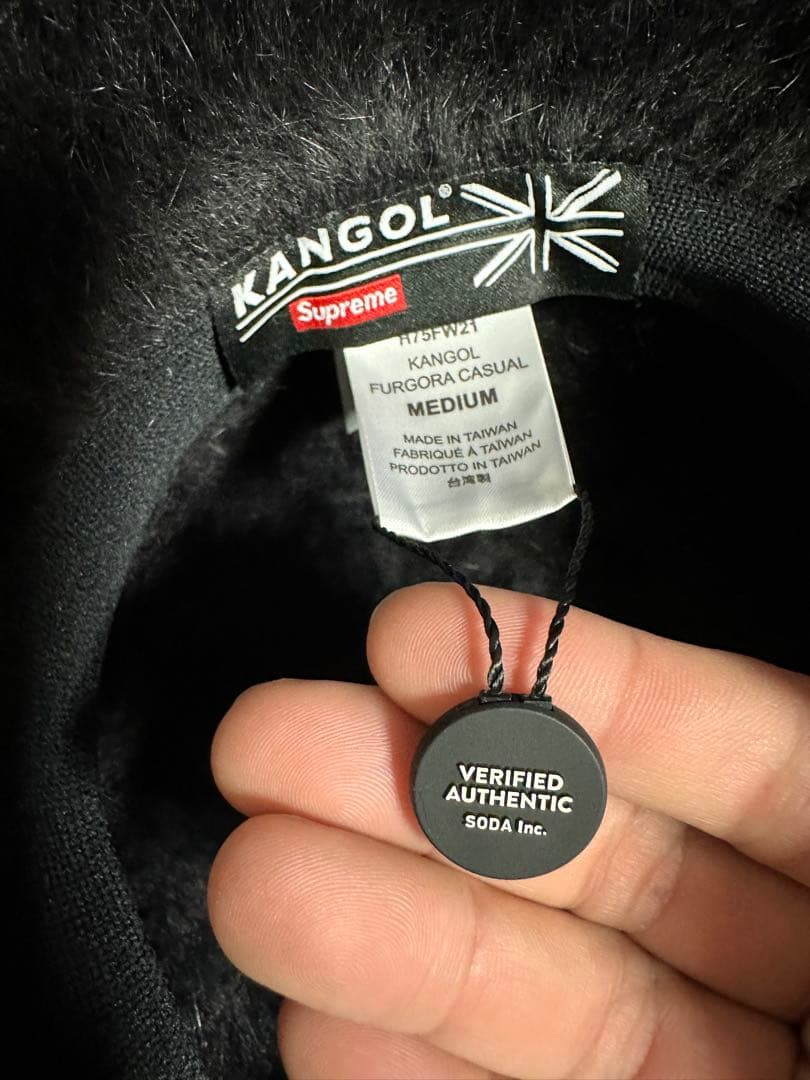 KANGOL®
Supreme
H75FW21
KANGOL
FURGORA CASUAL
MEDIUM
MADE IN TAIWAN
FABRIQUÉ À TAÏWAN
PRODOTTO IN TAIWAN
台灣製
VERIFIED
AUTHENTIC
SODA Inc.